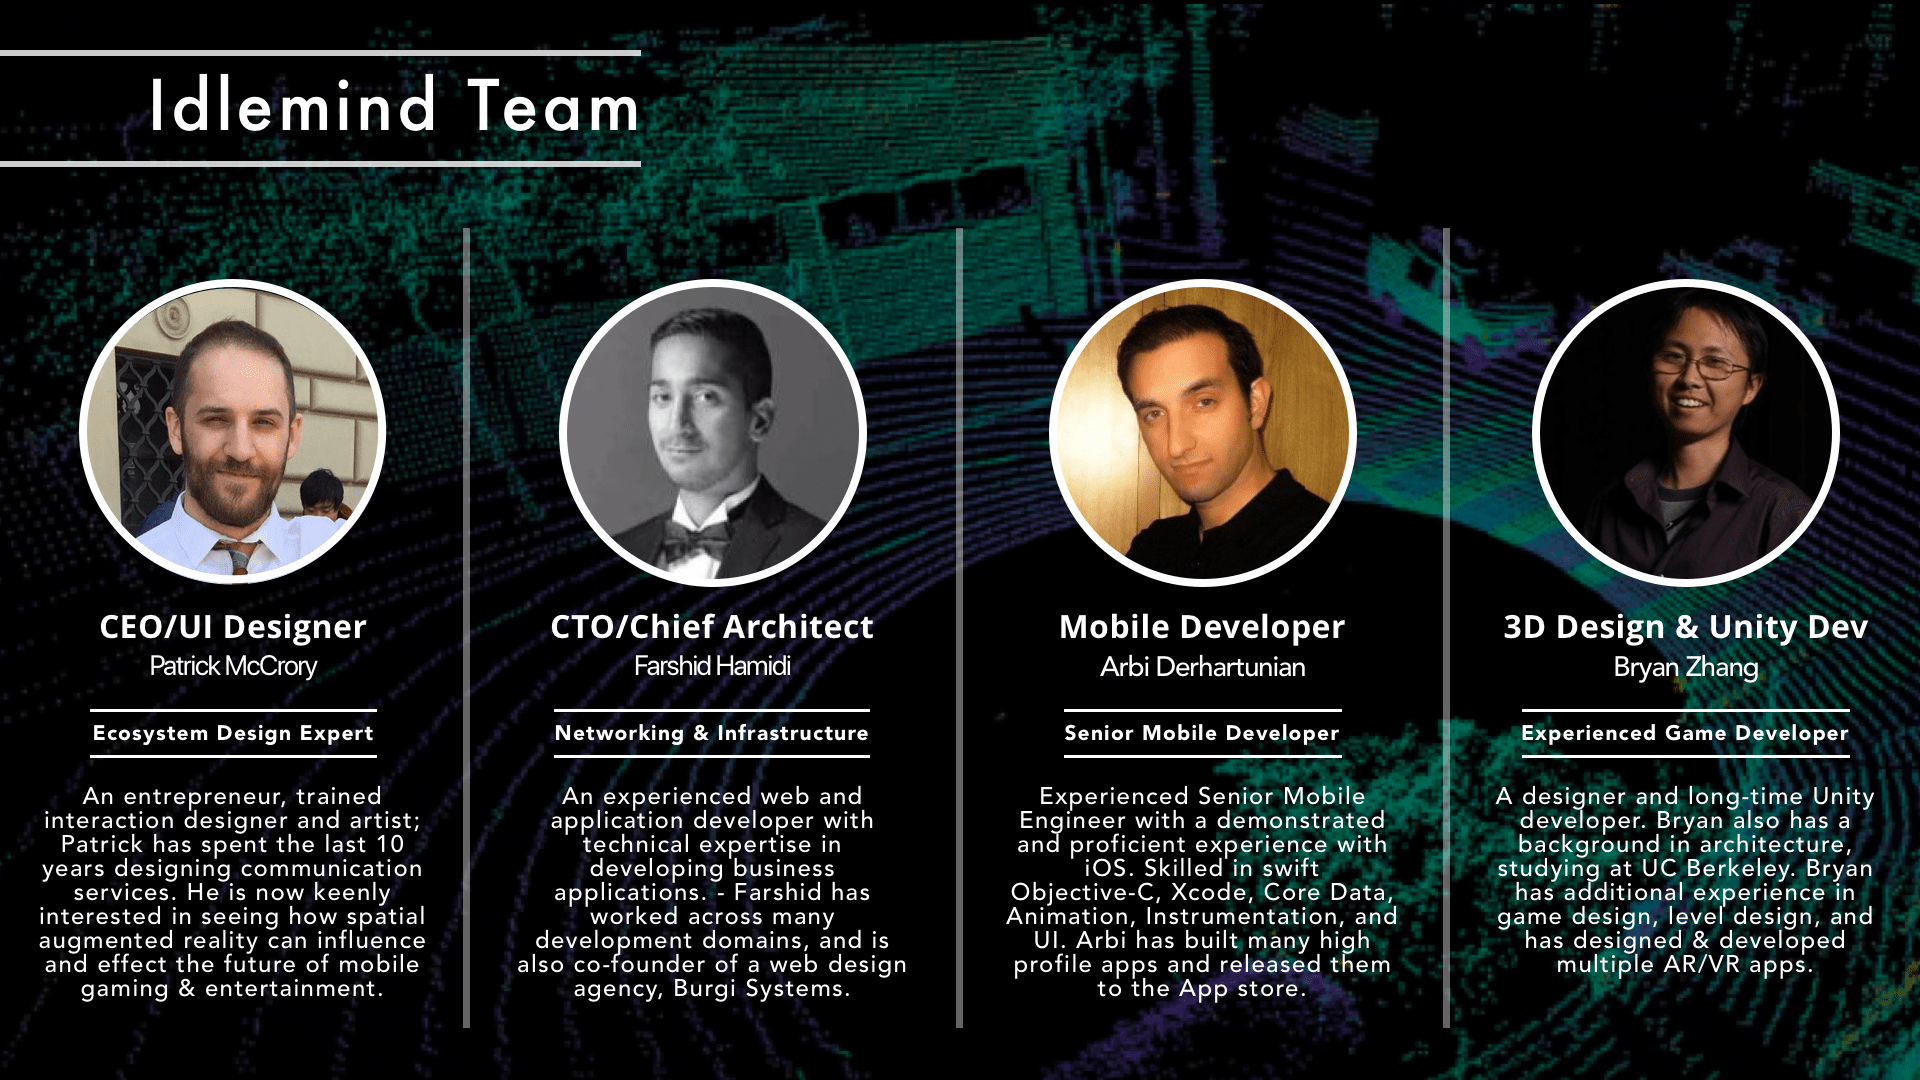 Idlemind Team
CEO/UI Designer
Patrick McCrory
Ecosystem Design Expert
An entrepreneur, trained
interaction designer and artist;
Patrick has spent the last 10
years designing communication
services. He is now keenly
interested in seeing how spatial
augmented reality can influence
and effect the future of mobile
gaming & entertainment.
CTO/Chief Architect
Farshid Hamidi
Networking & Infrastructure
An experienced web and
application developer with
technical expertise in
developing business
applications. - Farshid has
worked across many
development domains, and is
also co-founder of a web design
agency, Burgi Systems.
Mobile Developer
Arbi Derhartunian
Senior Mobile Developer
Experienced Senior Mobile
Engineer with a demonstrated
and proficient experience with
iOS. Skilled in swift
Objective-C, Xcode, Core Data,
Animation, Instrumentation, and
UI. Arbi has built many high
profile apps and released them
to the App store.
3D Design & Unity Dev
Bryan Zhang
Experienced Game Developer
A designer and long-time Unity
developer. Bryan also has a
background in architecture,
studying at UC Berkeley. Bryan
has additional experience in
game design, level design, and
has designed & developed
multiple AR/VR apps.